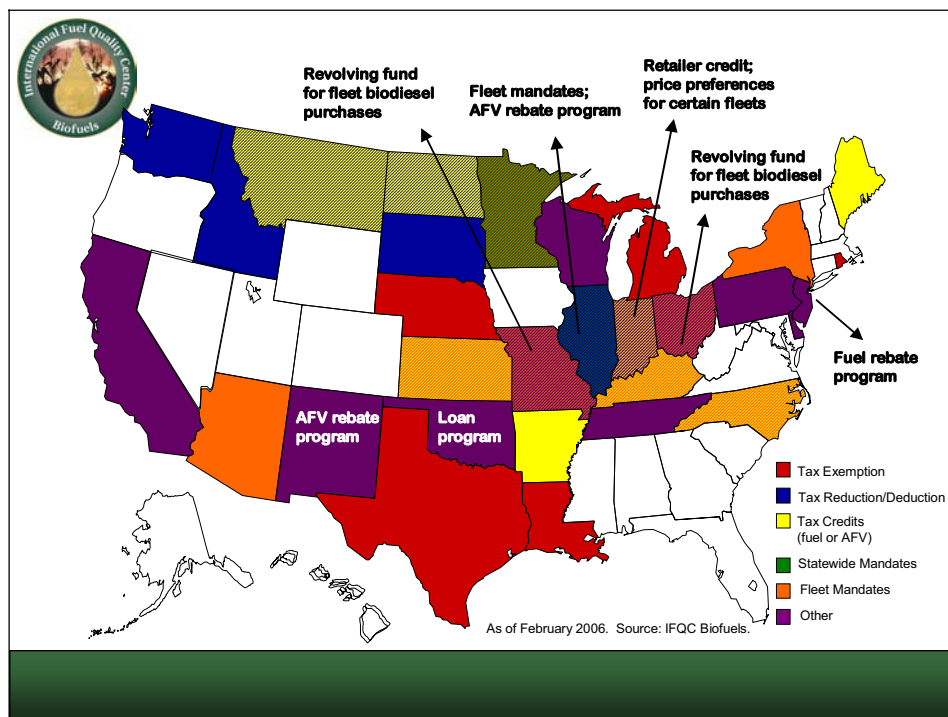 International Fuel Quality Center
Biofuels
Revolving fund
for fleet biodiesel
purchases
Fleet mandates;
AFV rebate program
Retailer credit;
price preferences
for certain fleets
Revolving fund
for fleet biodiesel
purchases
Fuel rebate
program
AFV rebate
program
Loan
program
Tax Exemption
Tax Reduction/Deduction
Tax Credits
(fuel or AFV)
Statewide Mandates
Fleet Mandates
Other
As of February 2006.  Source: IFQC Biofuels.